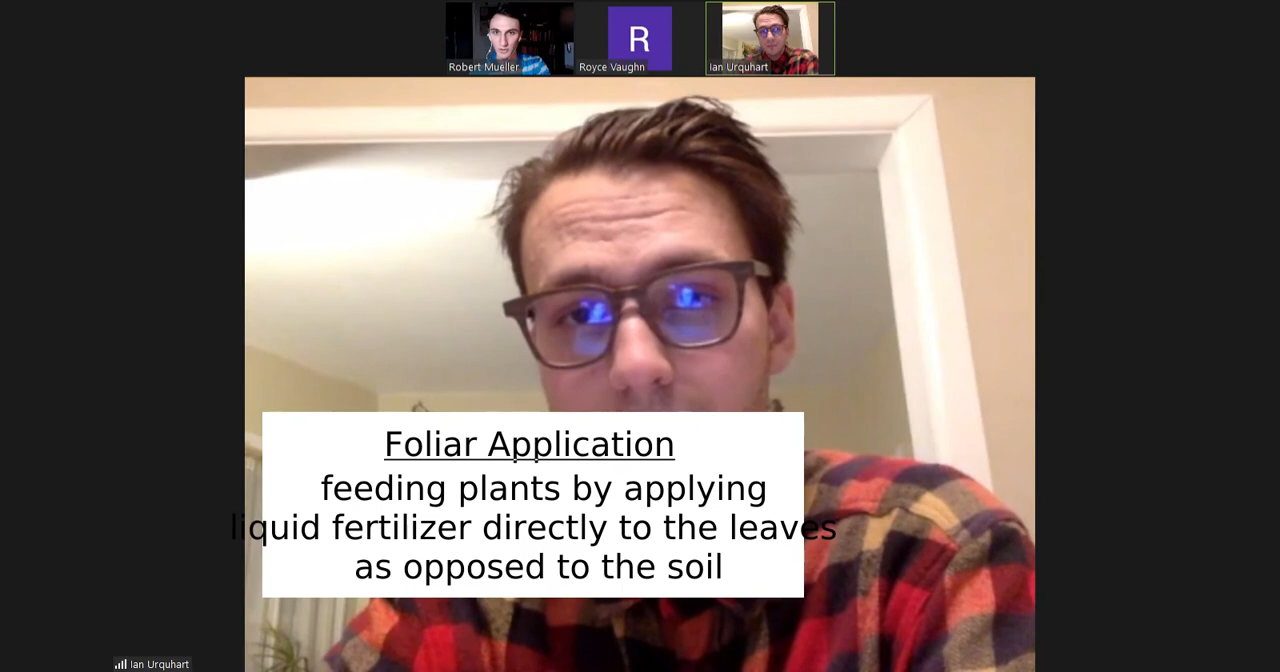 Robert Mueller
R
Royce Vaughn
Ian Urquhart
Foliar Application
feeding plants by applying
liquid fertilizer directly to the leaves
as opposed to the soil
Ian Urquhart